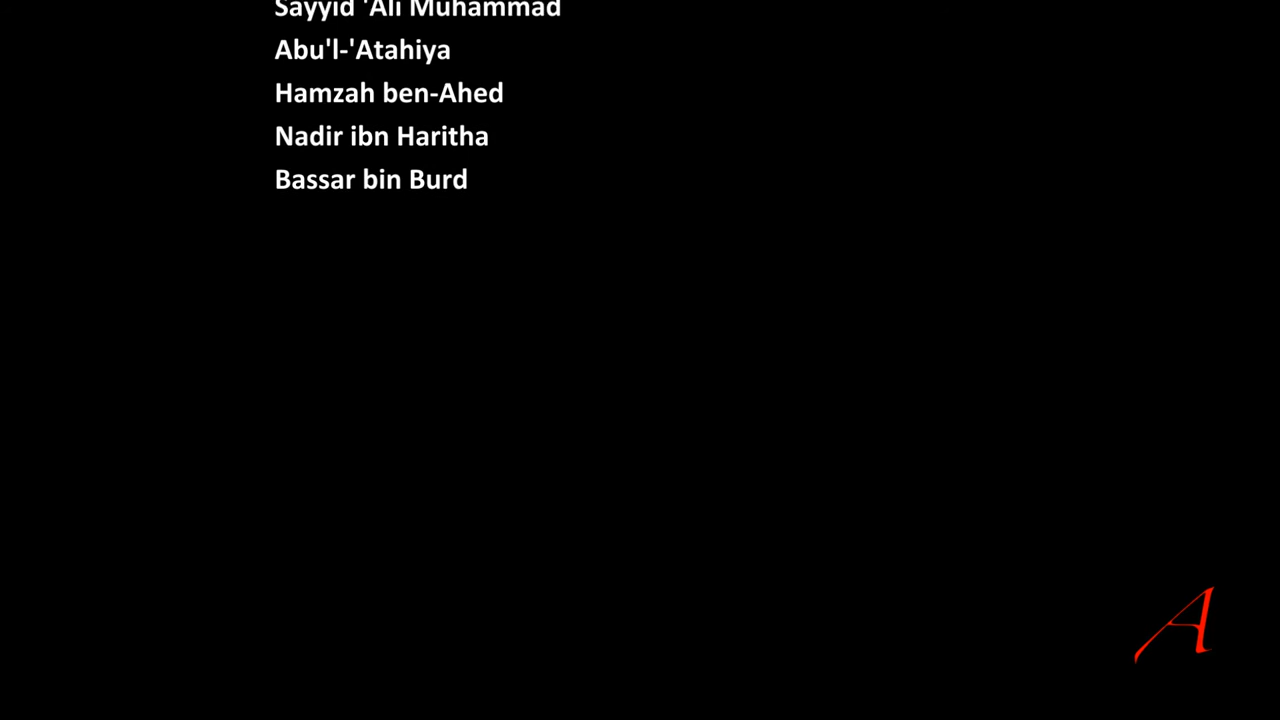 Sayyid 'Ali Muhammad
Abu'l-'Atahiya
Hamzah ben-Ahed
Nadir ibn Haritha
Bassar bin Burd
A